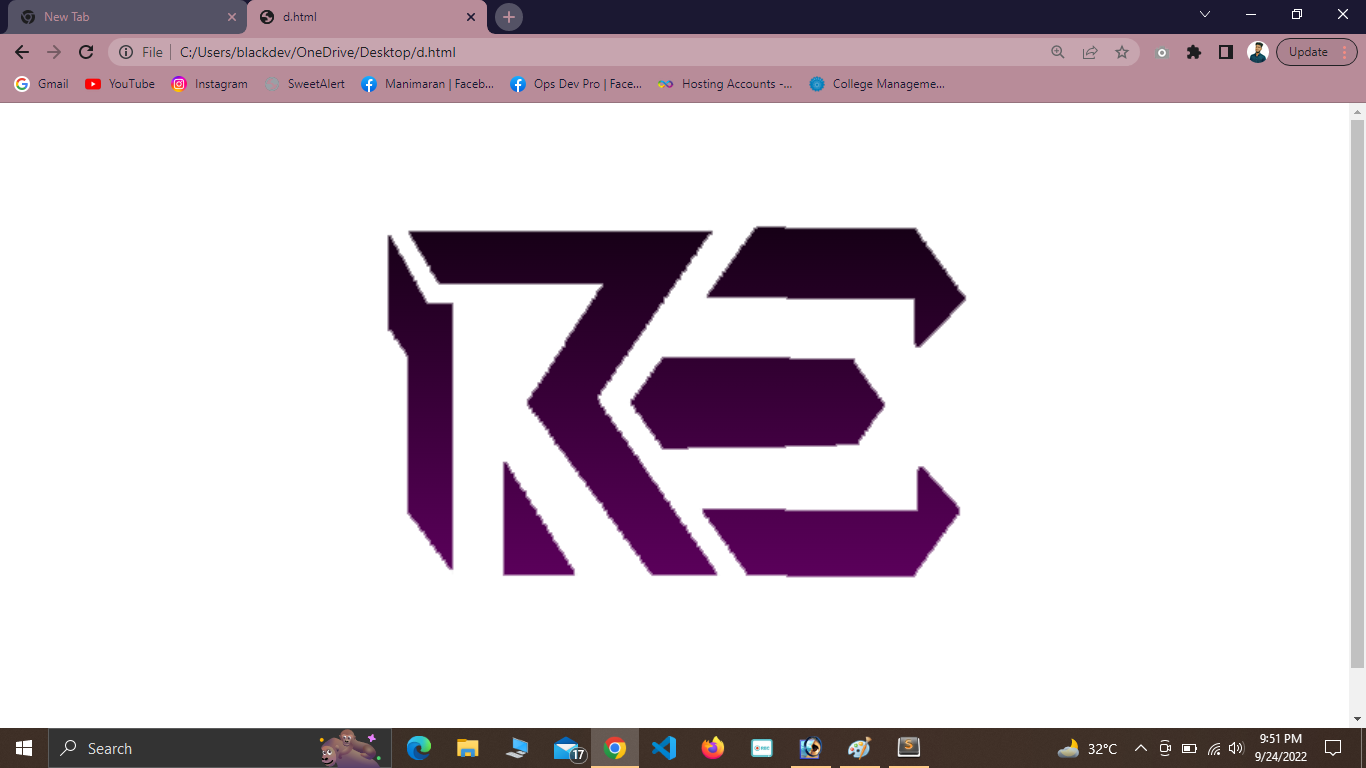 New Tab
d.html
File
C:/Users/blackdev/OneDrive/Desktop/d.html
Update
Gmail
YouTube
Instagram
SweetAlert
Manimaran | Faceb...
Ops Dev Pro | Face...
Hosting Accounts -...
College Manageme...
RE
Search
17
32°C
9:51 PM
9/24/2022